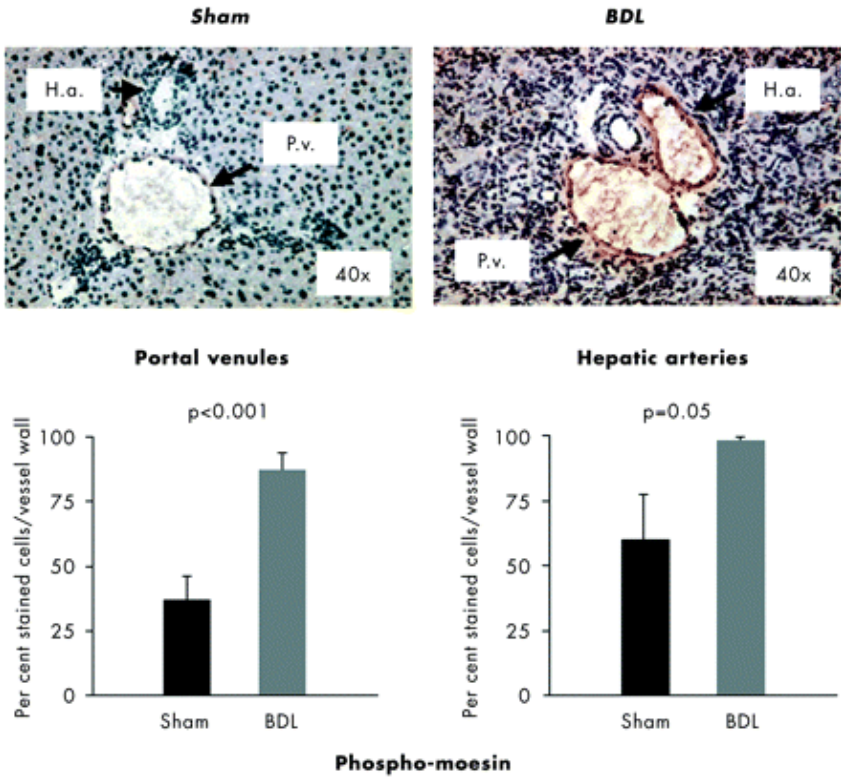 Sham
BDL
H.a.
P.v.
40x
H.a.
P.v.
40x
Portal venules
p<0.001
Per cent stained cells/vessel wall
100
75
50
25
0
Sham
BDL
Hepatic arteries
p=0.05
Per cent stained cells/vessel wall
100
75
50
25
0
Sham
BDL
Phospho-moesin